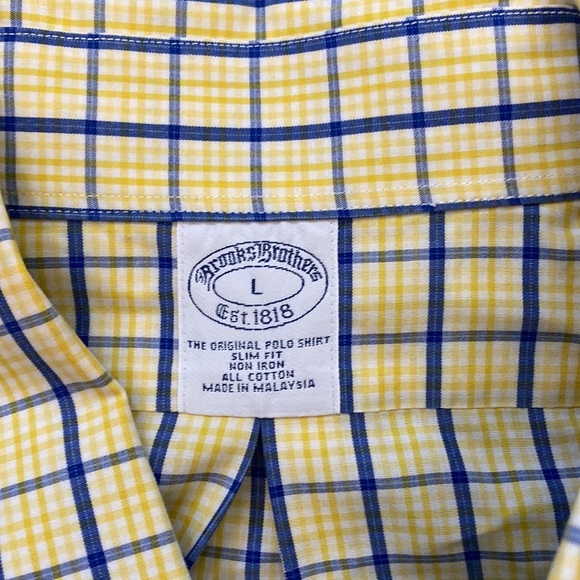 Brooks Brothers
L
Est. 1818
THE ORIGINAL POLO SHIRT
SLIM FIT
NON IRON
ALL COTTON
MADE IN MALAYSIA